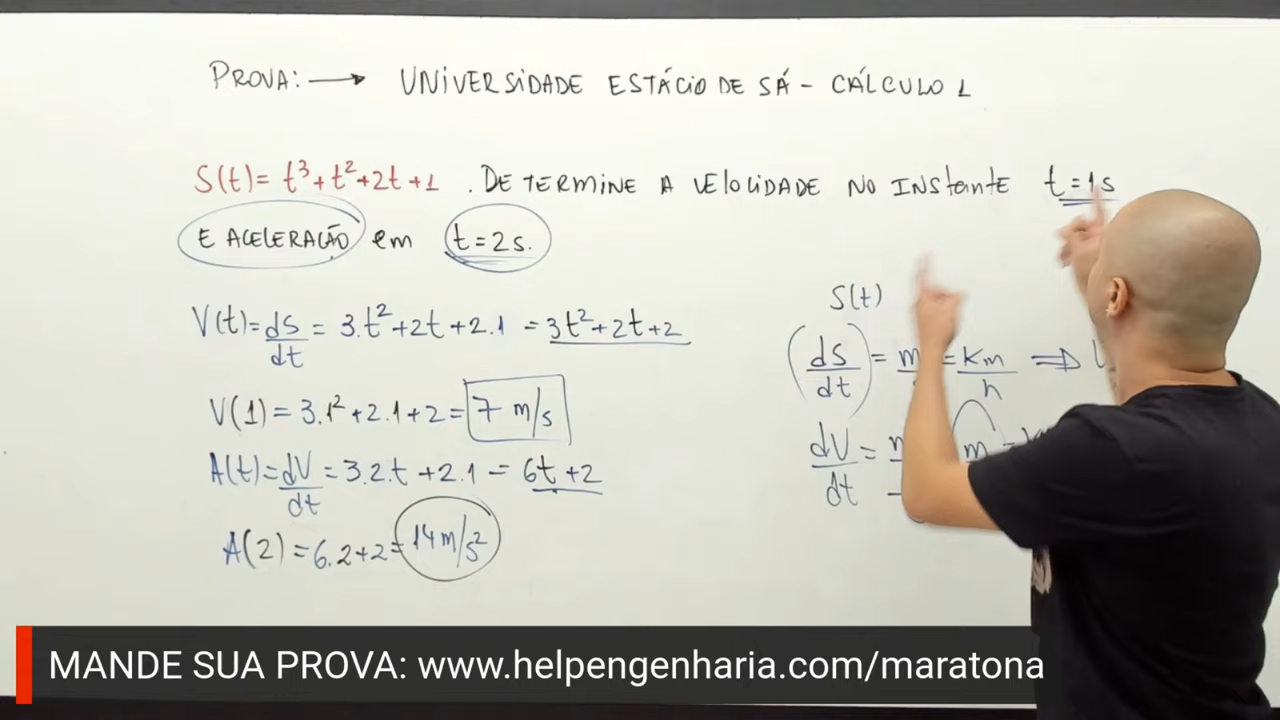 PROVA: → UNIVERSIDADE ESTÁCIO DE SÁ - CÁLCULO 1
S(t)= t³+t²+2t+1 . DETERMINE A VELOCIDADE NO INSTANTE t=1s
E ACELERAÇÃO em t=2s.
V(t)=dS/dt = 3.t²+2t+2.1 = 3t²+2t+2
V(1)=3.1²+2.1+2= 7 m/s
A(t)=dV/dt = 3.2.t+2.1 = 6t+2
A(2)=6.2+2= 14m/s²
S(t)
(dS/dt) = m = Km/h ⇒
dV/dt = m
MANDE SUA PROVA: www.helpengenharia.com/maratona